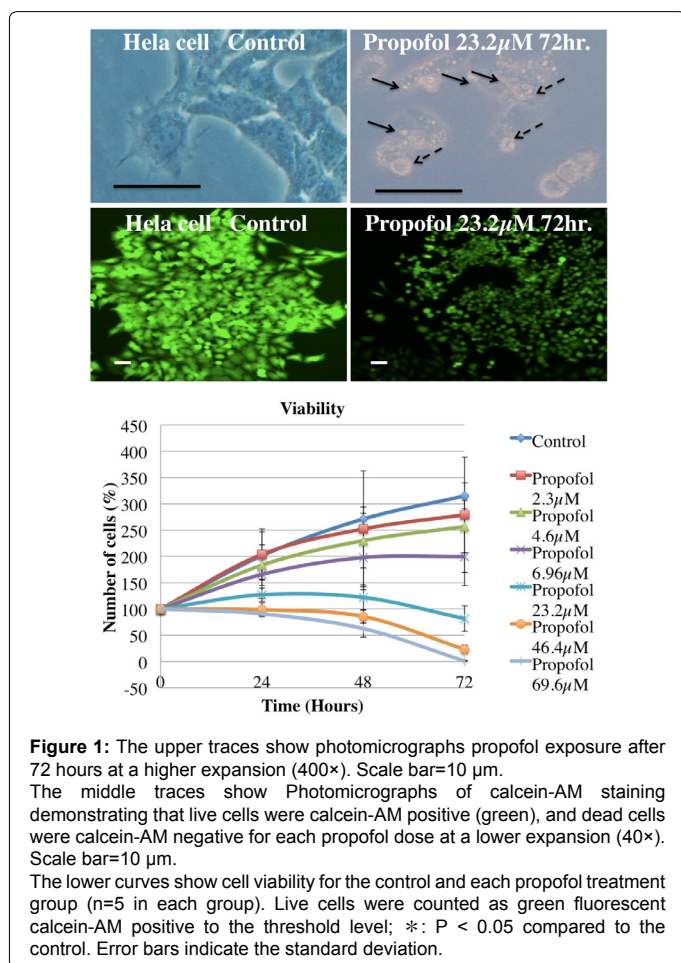 Hela cell Control
Propofol 23.2µM 72hr.
Hela cell Control
Propofol 23.2µM 72hr.
Viability
Number of cells (%)
450
400
350
300
250
200
150
100
50
0
-50
0
24
48
72
Time (Hours)
Control
Propofol
2.3µM
Propofol
4.6µM
Propofol
6.96µM
Propofol
23.2µM
Propofol
46.4µM
Propofol
69.6µM
Figure 1: The upper traces show photomicrographs propofol exposure after
72 hours at a higher expansion (400×). Scale bar=10 µm.
The middle traces show Photomicrographs of calcein-AM staining
demonstrating that live cells were calcein-AM positive (green), and dead cells
were calcein-AM negative for each propofol dose at a lower expansion (40×).
Scale bar=10 µm.
The lower curves show cell viability for the control and each propofol treatment
group (n=5 in each group). Live cells were counted as green fluorescent
calcein-AM positive to the threshold level; ∗: P < 0.05 compared to the
control. Error bars indicate the standard deviation.